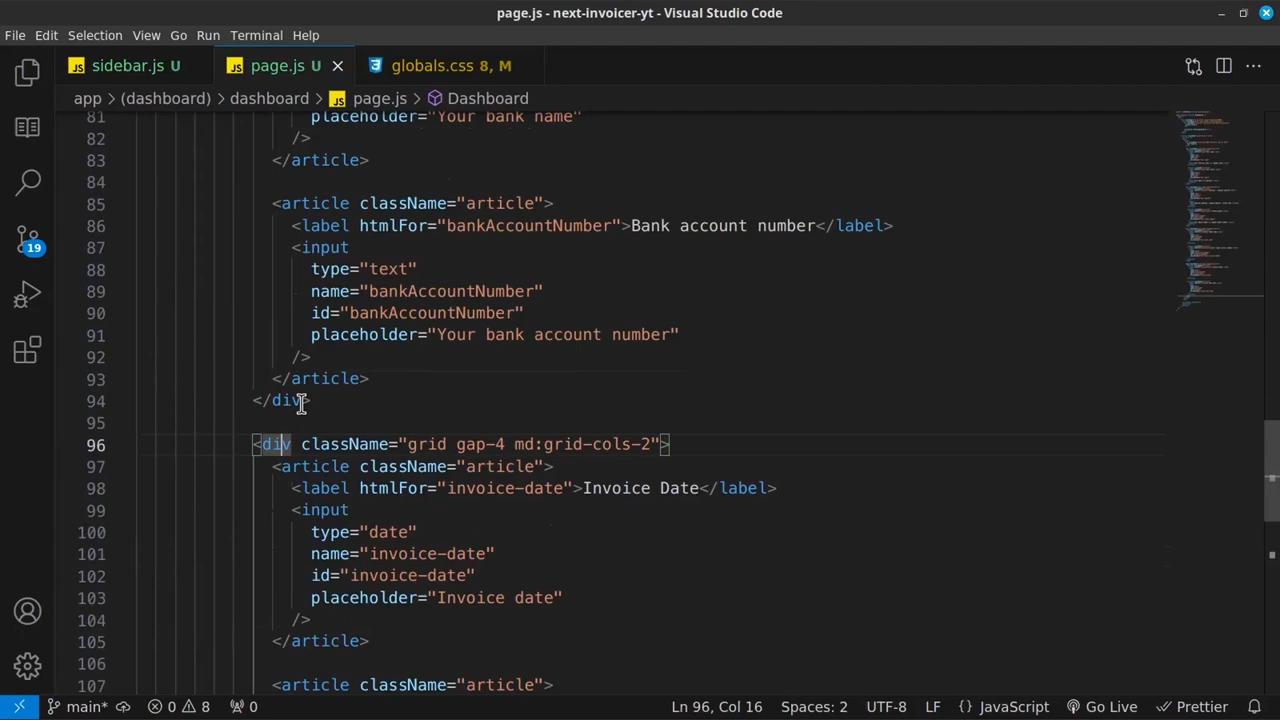 page.js - next-invoicer-yt - Visual Studio Code
File Edit Selection View Go Run Terminal Help
JS sidebar.js U JS page.js U globals.css 8, M
app > (dashboard) > dashboard > JS page.js > Dashboard
81 placeholder="Your bank name"
82 />
83 </article>
84
85 <article className="article">
86 <label htmlFor="bankAccountNumber">Bank account number</label>
87 <input
88 type="text"
89 name="bankAccountNumber"
90 id="bankAccountNumber"
91 placeholder="Your bank account number"
92 />
93 </article>
94 </div>
95
96 <div className="grid gap-4 md:grid-cols-2">
97 <article className="article">
98 <label htmlFor="invoice-date">Invoice Date</label>
99 <input
100 type="date"
101 name="invoice-date"
102 id="invoice-date"
103 placeholder="Invoice date"
104 />
105 </article>
106
107 <article className="article">
19
main* 0 8 0 Ln 96, Col 16 Spaces: 2 UTF-8 LF {} JavaScript Go Live Prettier